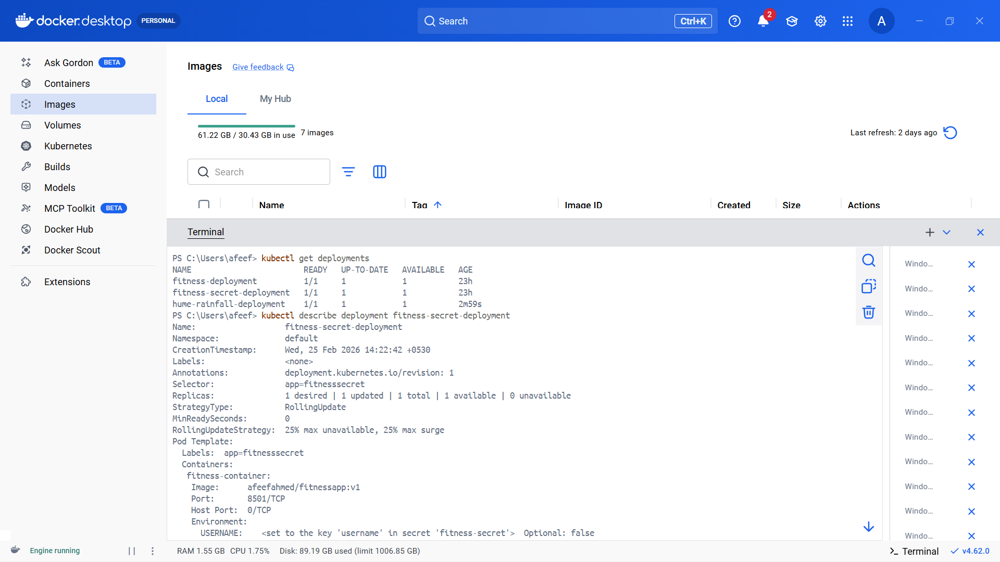 docker.desktop PERSONAL
Search Ctrl+K
2
A
Ask Gordon BETA
Containers
Images
Volumes
Kubernetes
Builds
Models
MCP Toolkit BETA
Docker Hub
Docker Scout
Extensions
Images Give feedback
Local My Hub
61.22 GB / 30.43 GB in use 7 images
Last refresh: 2 days ago
Search
Name Tag Image ID Created Size Actions
Terminal
PS C:\Users\afeef> kubectl get deployments
NAME READY UP-TO-DATE AVAILABLE AGE
fitness-deployment 1/1 1 1 23h
fitness-secret-deployment 1/1 1 1 23h
hume-rainfall-deployment 1/1 1 1 2m59s
PS C:\Users\afeef> kubectl describe deployment fitness-secret-deployment
Name: fitness-secret-deployment
Namespace: default
CreationTimestamp: Wed, 25 Feb 2026 14:22:42 +0530
Labels: <none>
Annotations: deployment.kubernetes.io/revision: 1
Selector: app=fitnesssecret
Replicas: 1 desired | 1 updated | 1 total | 1 available | 0 unavailable
StrategyType: RollingUpdate
MinReadySeconds: 0
RollingUpdateStrategy: 25% max unavailable, 25% max surge
Pod Template:
Labels: app=fitnesssecret
Containers:
fitness-container:
Image: afeefahmed/fitnessapp:v1
Port: 8501/TCP
Host Port: 0/TCP
Environment:
USERNAME: <set to the key 'username' in secret 'fitness-secret'> Optional: false
Windo...
Windo...
Windo...
Windo...
Windo...
Windo...
Windo...
Windo...
Windo...
Windo...
Windo...
Windo...
Engine running
RAM 1.55 GB CPU 1.75% Disk: 89.19 GB used (limit 1006.85 GB)
>_ Terminal
v4.62.0